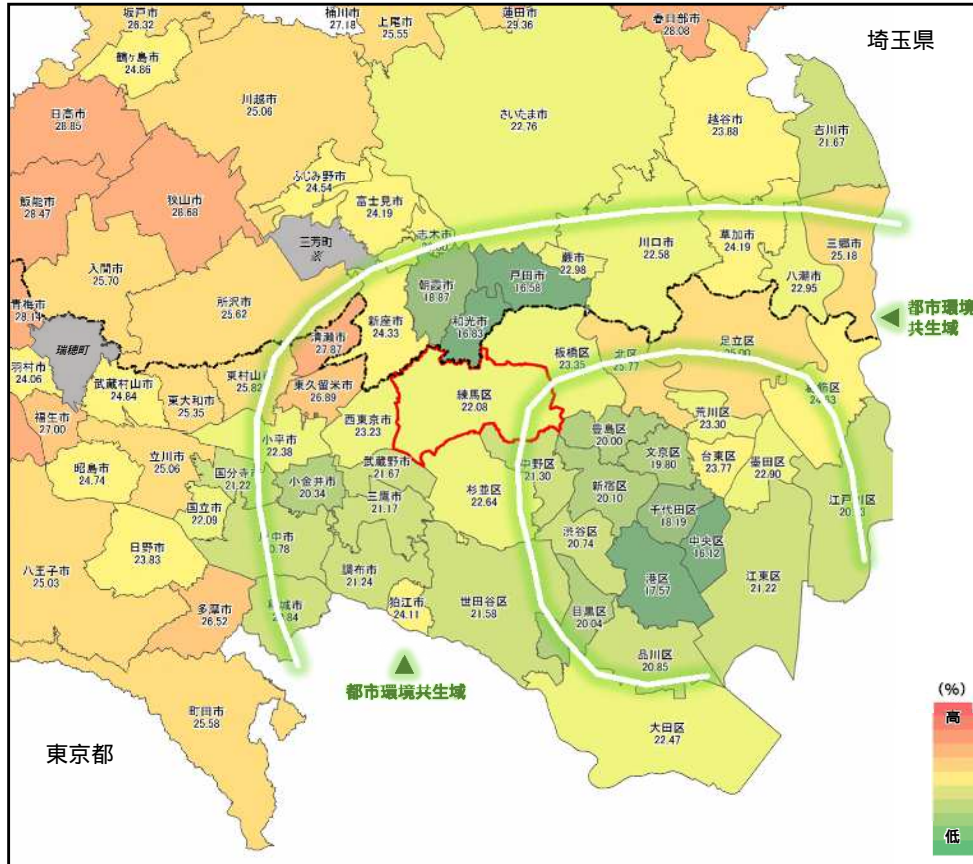 坂戸市
26.32
桶川市
27.18
上尾市
25.55
蓮田市
29.36
春日部市
28.08
埼玉県
鶴ヶ島市
24.86
川越市
25.06
さいたま市
22.76
越谷市
23.88
吉川市
21.67
日高市
28.85
飯能市
28.47
狭山市
28.68
ふじみ野市
24.54
富士見市
24.19
三芳町
※
志木市
川口市
22.58
草加市
24.19
三郷市
25.18
蕨市
22.98
戸田市
16.58
朝霞市
18.87
八潮市
22.95
入間市
25.70
所沢市
25.62
青梅市
28.14
瑞穂町
清瀬市
27.87
新座市
24.33
和光市
16.83
都市環境
共生域
足立区
25.00
板橋区
23.35
北区
25.77
羽村市
24.06
武蔵村山市
24.84
東大和市
25.35
東村山市
25.82
東久留米市
26.89
練馬区
22.08
西東京市
23.23
荒川区
23.30
豊島区
20.00
文京区
19.80
台東区
23.77
墨田区
22.90
福生市
27.00
昭島市
24.74
立川市
25.06
小平市
22.38
国分寺市
21.22
小金井市
20.34
武蔵野市
21.67
三鷹市
21.17
杉並区
22.64
中野区
21.30
新宿区
20.10
千代田区
18.19
江戸川区
国立市
22.09
渋谷区
20.74
中央区
16.12
港区
17.57
江東区
21.22
日野市
23.83
府中市
調布市
21.24
狛江市
24.11
世田谷区
21.58
目黒区
20.04
八王子市
25.03
多摩市
26.52
稲城市
品川区
20.85
都市環境共生域
大田区
22.47
町田市
25.58
東京都
(%)
高
低